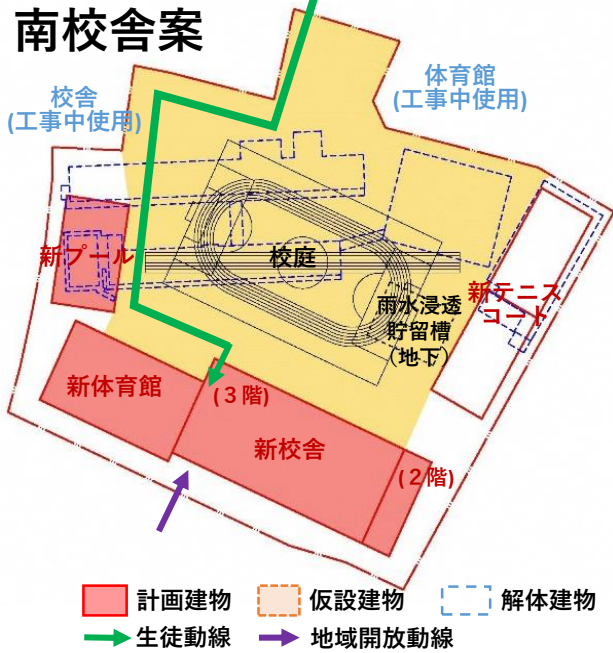 南校舎案
校舎
(工事中使用)
体育館
(工事中使用)
新プール
校庭
新テニス
コート
雨水浸透
貯留槽
(地下)
新体育館
(3階)
新校舎
(2階)
計画建物
仮設建物
解体建物
生徒動線
地域開放動線